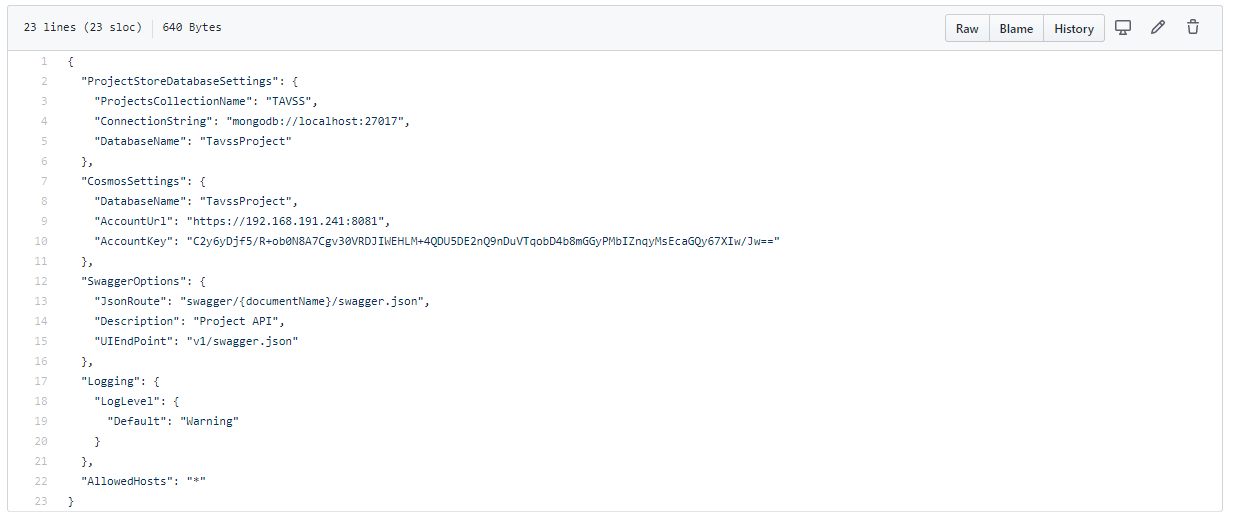 23 lines (23 sloc) 640 Bytes Raw Blame History
1 {
2 "ProjectStoreDatabaseSettings": {
3 "ProjectsCollectionName": "TAVSS",
4 "ConnectionString": "mongodb://localhost:27017",
5 "DatabaseName": "TavssProject"
6 },
7 "CosmosSettings": {
8 "DatabaseName": "TavssProject",
9 "AccountUrl": "https://192.168.191.241:8081",
10 "AccountKey": "C2y6yDjf5/R+ob0N8A7Cgv30VRDJIWEHLM+4QDU5DE2nQ9nDuVTqobD4b8mGGyPMbIZnqyMsEcaGQy67XIw/Jw=="
11 },
12 "SwaggerOptions": {
13 "JsonRoute": "swagger/{documentName}/swagger.json",
14 "Description": "Project API",
15 "UIEndPoint": "v1/swagger.json"
16 },
17 "Logging": {
18 "LogLevel": {
19 "Default": "Warning"
20 }
21 },
22 "AllowedHosts": "*"
23 }